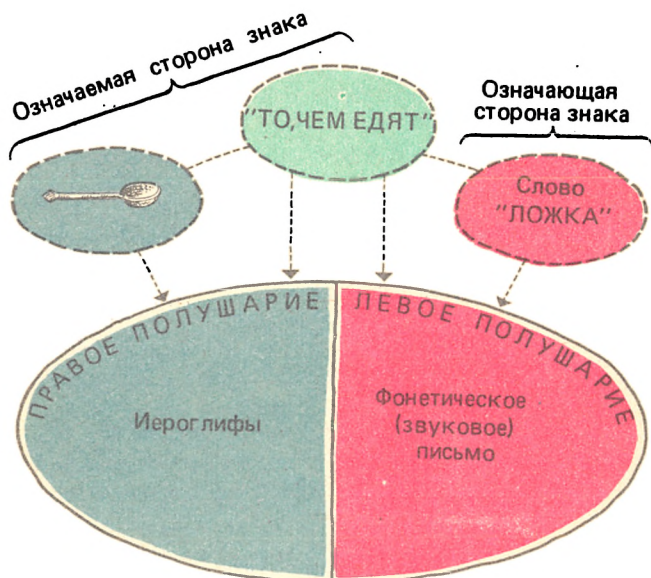 Означаемая сторона знака
"ТО, ЧЕМ ЕДЯТ"
Означающая
сторона знака
Слово
"ЛОЖКА"
ПРАВОЕ ПОЛУШАРИЕ
ЛЕВОЕ ПОЛУШАРИЕ
Иероглифы
Фонетическое
(звуковое)
письмо